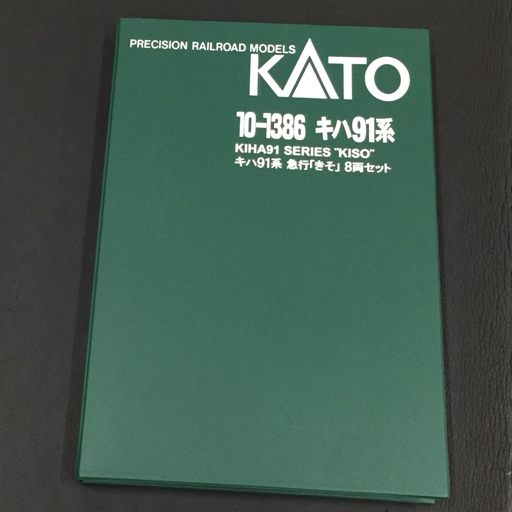 PRECISION RAILROAD MODELS
KATO
10-1386 キハ91系
KIHA91 SERIES "KISO"
キハ91系 急行「きそ」 8両セット